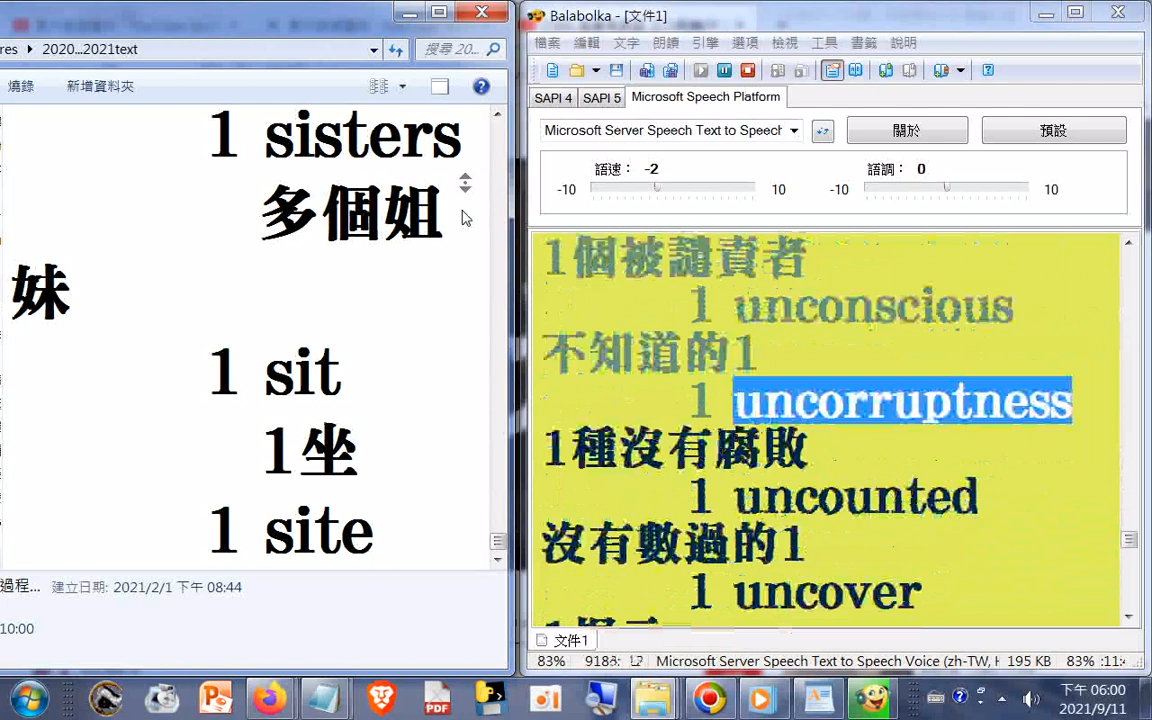 res ▸ 2020...2021text
搜尋 20...
燒錄 新增資料夾
1 sisters
多個姐
妹
1 sit
1坐
1 site
過程... 建立日期: 2021/2/1 下午 08:44
10:00
Balabolka - [文件1]
檔案 編輯 文字 朗讀 引擎 選項 檢視 工具 書籤 說明
SAPI 4 SAPI 5 Microsoft Speech Platform
Microsoft Server Speech Text to Speech 關於 預設
語速： -2 語調： 0
-10 10 -10 10
1個被譴責者
1 unconscious
不知道的1
1 uncorruptness
1種沒有腐敗
1 uncounted
沒有數過的1
1 uncover
文件1
83% Microsoft Server Speech Text to Speech Voice (zh-TW, H 195 KB 83%
PDF
下午 06:00
2021/9/11